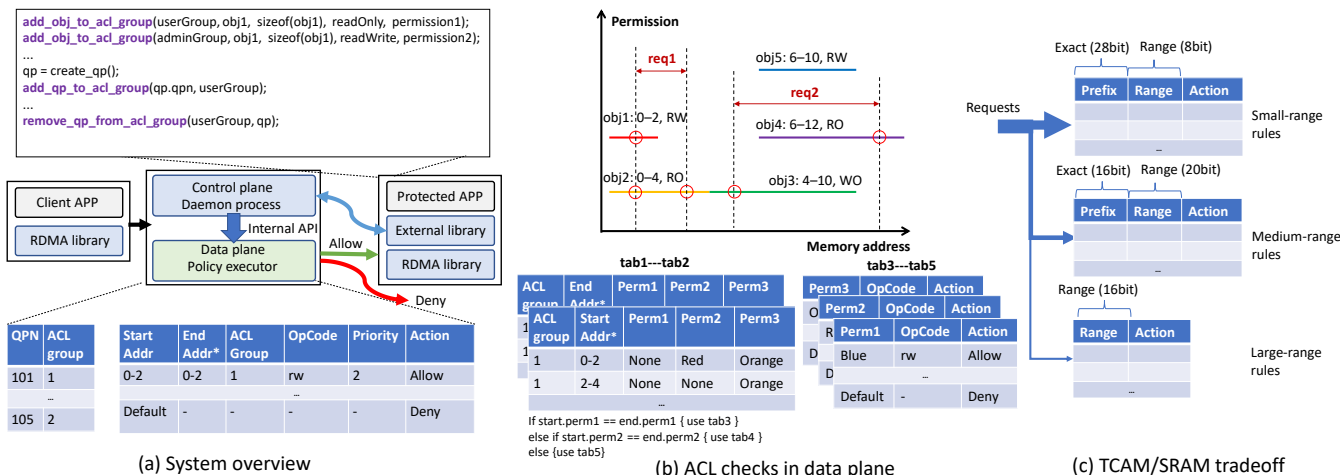 add_obj_to_acl_group(userGroup, obj1, sizeof(obj1), readOnly, permission1);
add_obj_to_acl_group(adminGroup, obj1, sizeof(obj1), readWrite, permission2);
...
qp = create_qp();
add_qp_to_acl_group(qp.qpn, userGroup);
...
remove_qp_from_acl_group(userGroup, qp);
Client APP
RDMA library
Control plane
Daemon process
Internal API
Data plane
Policy executor
Allow
Deny
Protected APP
External library
RDMA library
QPN ACL group
101 1
...
105 2
Start Addr End Addr* ACL Group OpCode Priority Action
0-2 0-2 1 rw 2 Allow
...
Default - - - - Deny
(a) System overview
Permission
req1
obj5: 6–10, RW
req2
obj1: 0–2, RW
obj4: 6–12, RO
obj2: 0–4, RO
obj3: 4–10, WO
Memory address
tab1---tab2
ACL group End Addr* Perm1 Perm2 Perm3
1
1
ACL group Start Addr* Perm1 Perm2 Perm3
1 0-2 None Red Orange
1 2-4 None None Orange
...
tab3---tab5
Perm3 OpCode Action
O
D
Perm2 OpCode Action
R
D
Perm1 OpCode Action
Blue rw Allow
...
Default - Deny
If start.perm1 == end.perm1 { use tab3 }
else if start.perm2 == end.perm2 { use tab4 }
else {use tab5}
(b) ACL checks in data plane
Requests
Exact (28bit) Range (8bit)
Prefix Range Action
...
Small-range rules
Exact (16bit) Range (20bit)
Prefix Range Action
...
Medium-range rules
Range (16bit)
Range Action
...
Large-range rules
(c) TCAM/SRAM tradeoff